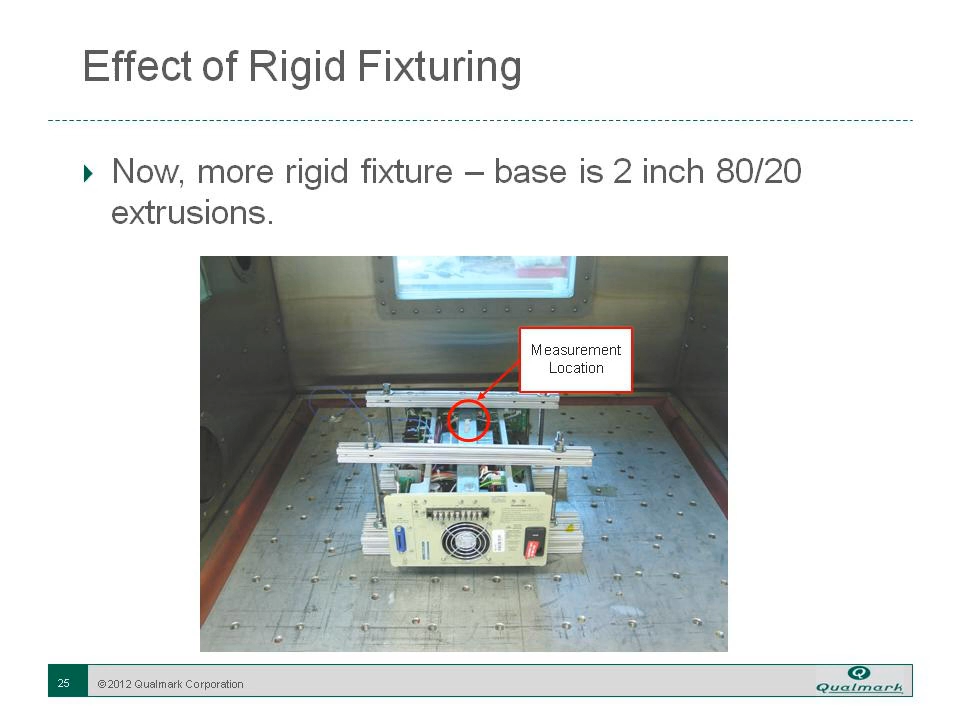 Effect of Rigid Fixturing
Now, more rigid fixture – base is 2 inch 80/20
extrusions.
Measurement
Location
25
©2012 Qualmark Corporation
Qualmark